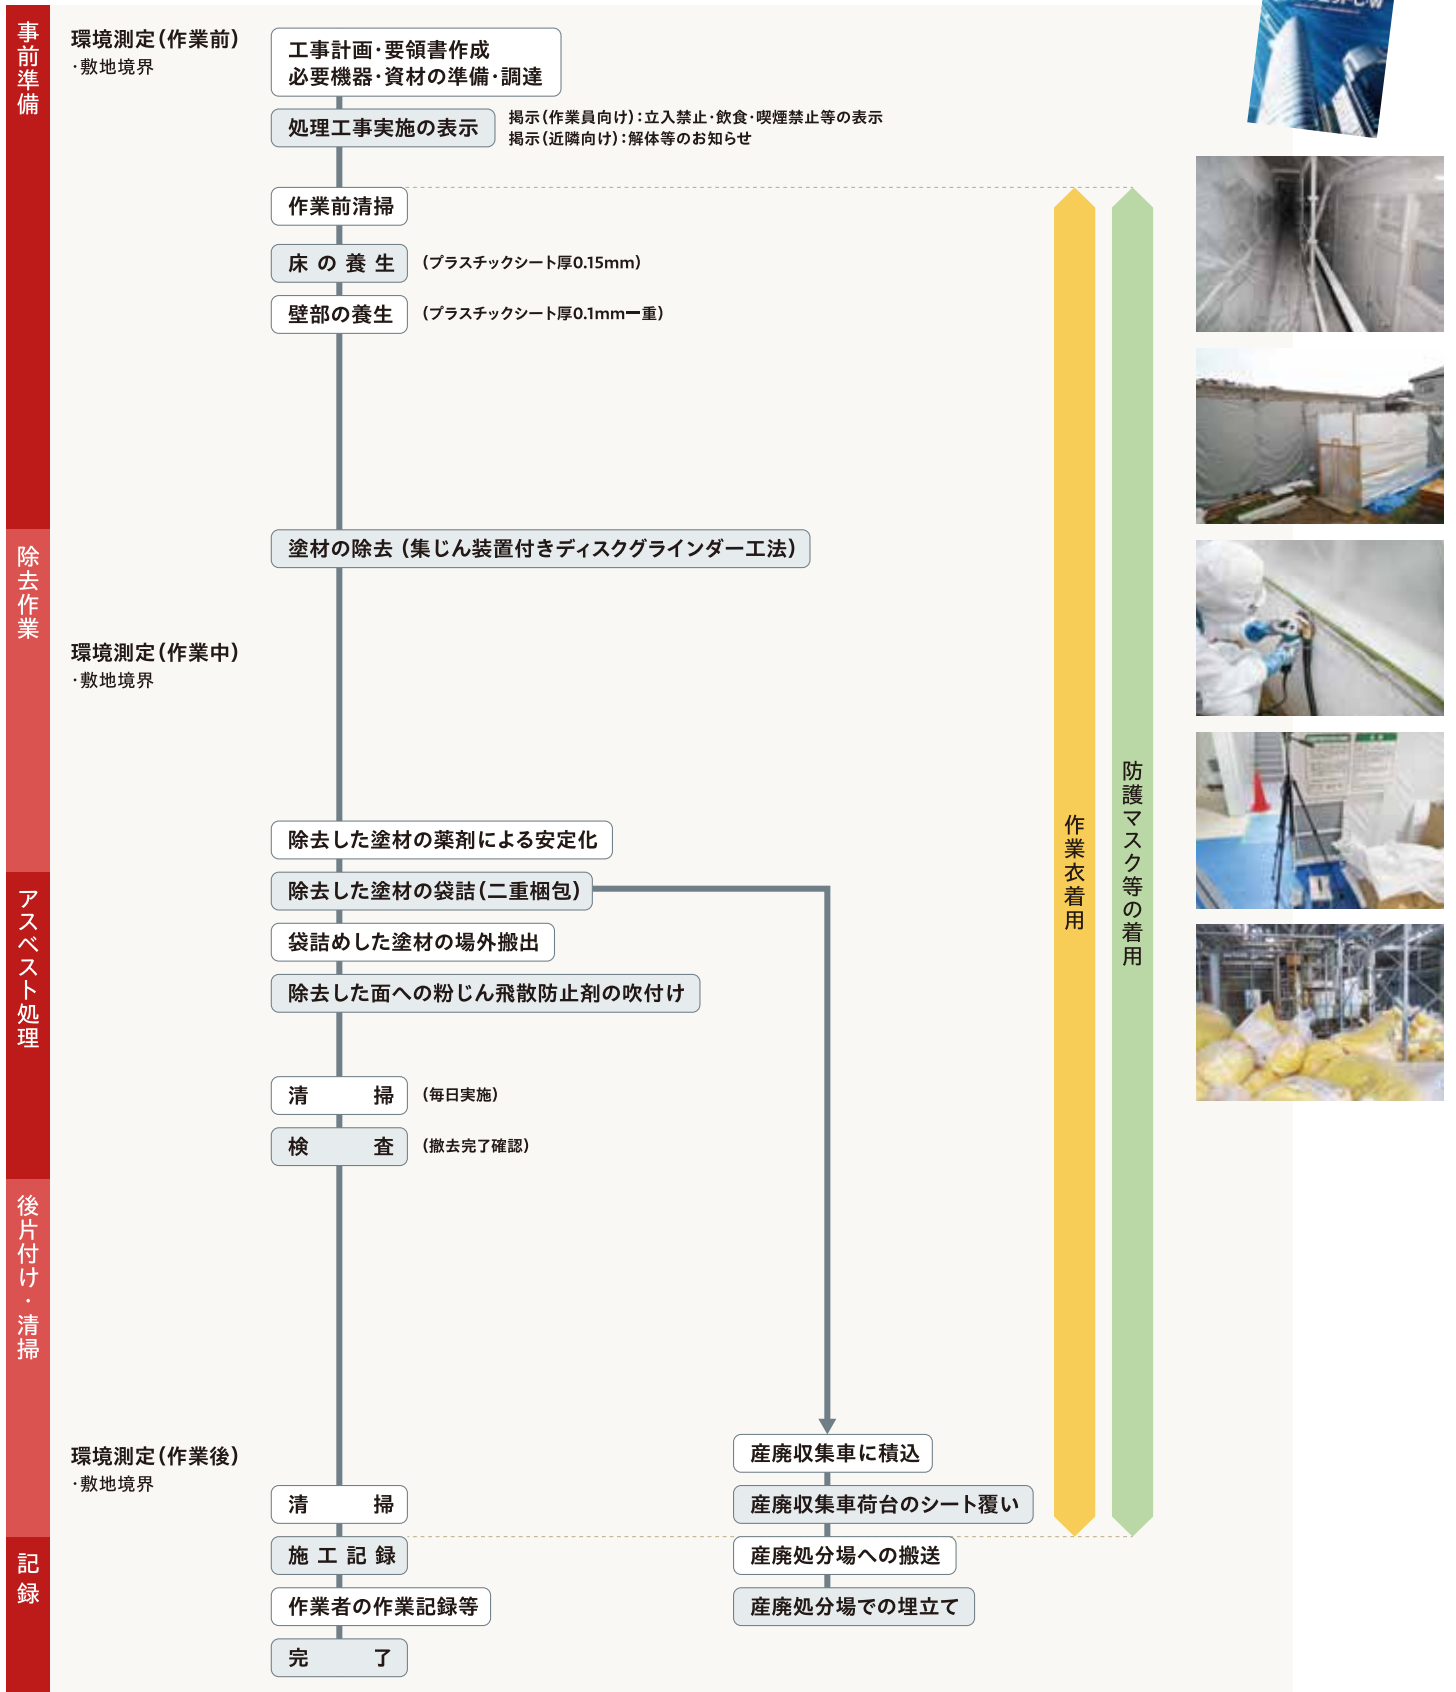 事前準備
環境測定(作業前)
・敷地境界
工事計画・要領書作成
必要機器・資材の準備・調達
処理工事実施の表示
掲示(作業員向け):立入禁止・飲食・喫煙禁止等の表示
掲示(近隣向け):解体等のお知らせ
作業前清掃
床の養生
(プラスチックシート厚0.15mm)
壁部の養生
(プラスチックシート厚0.1mm一重)
除去作業
塗材の除去(集じん装置付きディスクグラインダー工法)
環境測定(作業中)
・敷地境界
除去した塗材の薬剤による安定化
アスベスト処理
除去した塗材の袋詰(二重梱包)
袋詰めした塗材の場外搬出
除去した面への粉じん飛散防止剤の吹付け
清掃
(毎日実施)
検査
(撤去完了確認)
作業衣着用
防護マスク等の着用
後片付け・清掃
環境測定(作業後)
・敷地境界
清掃
産廃収集車に積込
産廃収集車荷台のシート覆い
記録
施工記録
産廃処分場への搬送
作業者の作業記録等
産廃処分場での埋立て
完了